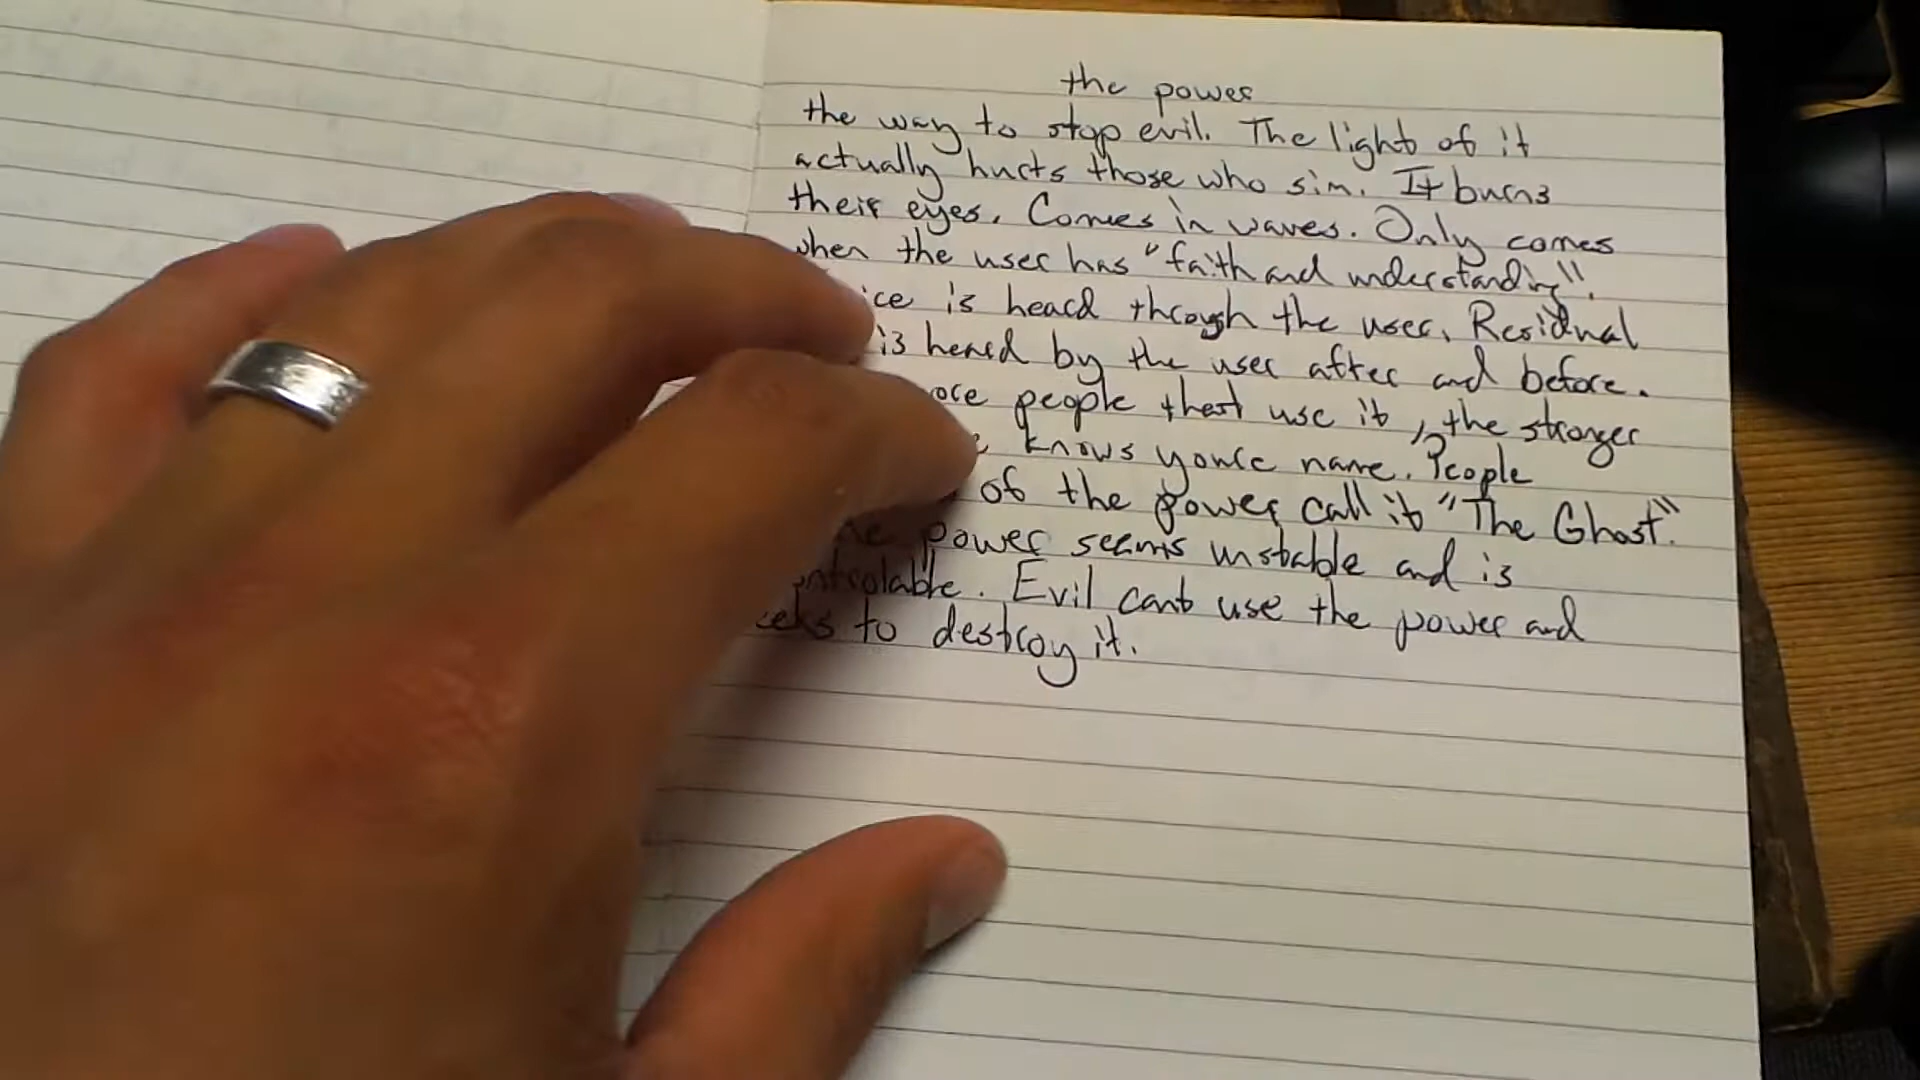 the power
the way to stop evil. The light of it
actually hurts those who sin. It burns
their eyes. Comes in waves. Only comes
when the user has "faith and understanding".
is heard through the user. Residual
is heard by the user after and before.
people that use it, the stronger
knows your name. People
of the power call it "The Ghost".
power seems unstable and is
Evil cant use the power and
to destroy it.